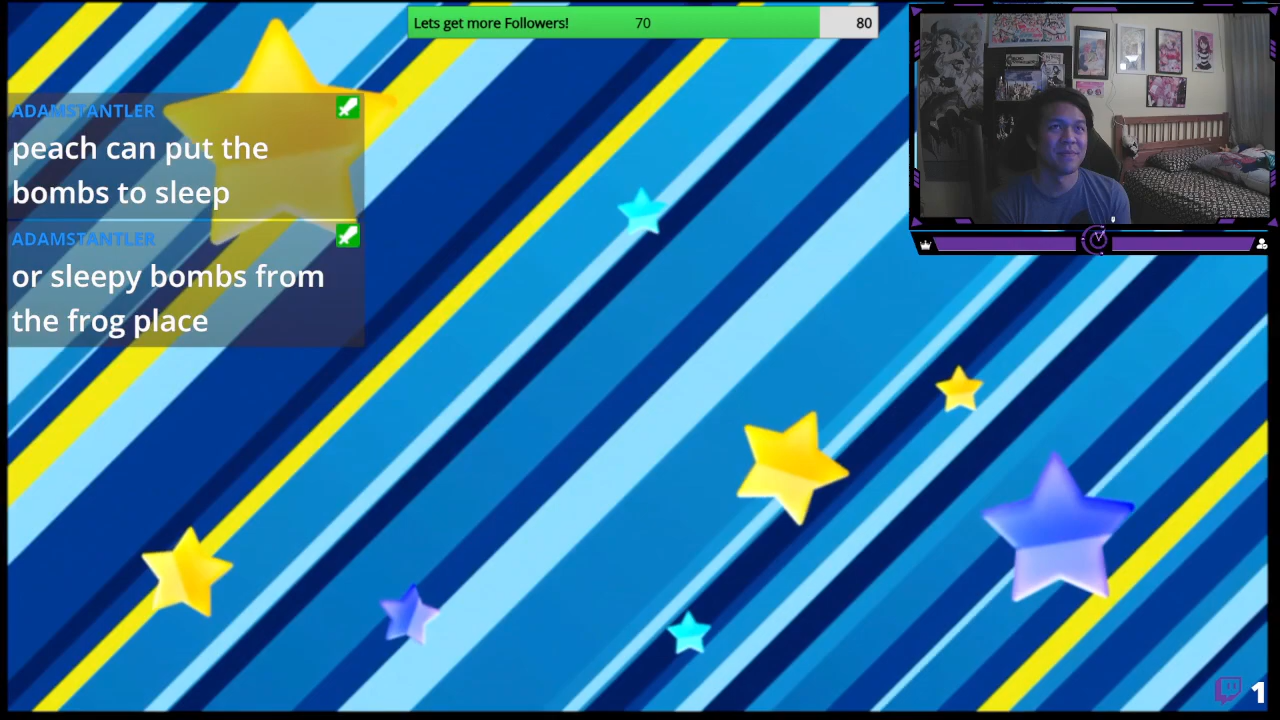 Lets get more Followers! 70 80
ADAMSTANTLER
peach can put the
bombs to sleep
ADAMSTANTLER
or sleepy bombs from
the frog place
1